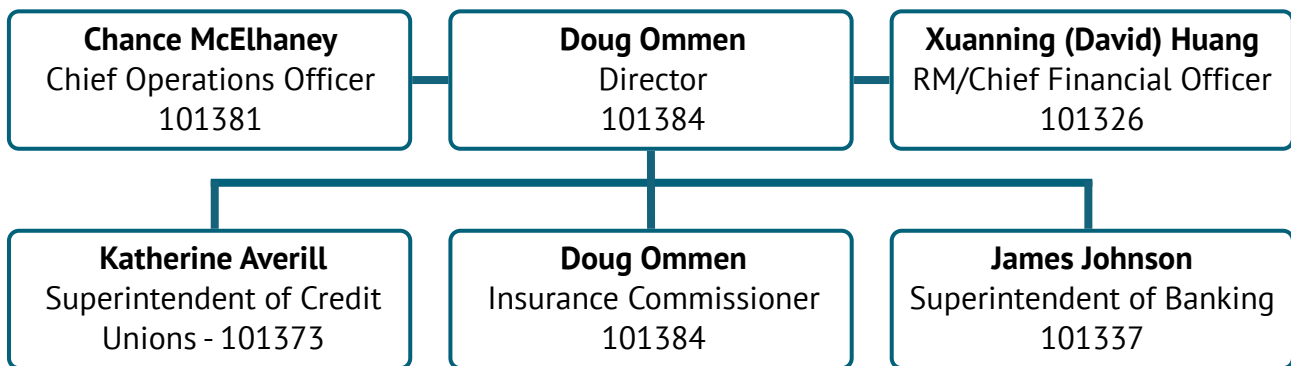 Chance McElhaney
Chief Operations Officer
101381
Doug Ommen
Director
101384
Xuanning (David) Huang
RM/Chief Financial Officer
101326
Katherine Averill
Superintendent of Credit
Unions - 101373
Doug Ommen
Insurance Commissioner
101384
James Johnson
Superintendent of Banking
101337